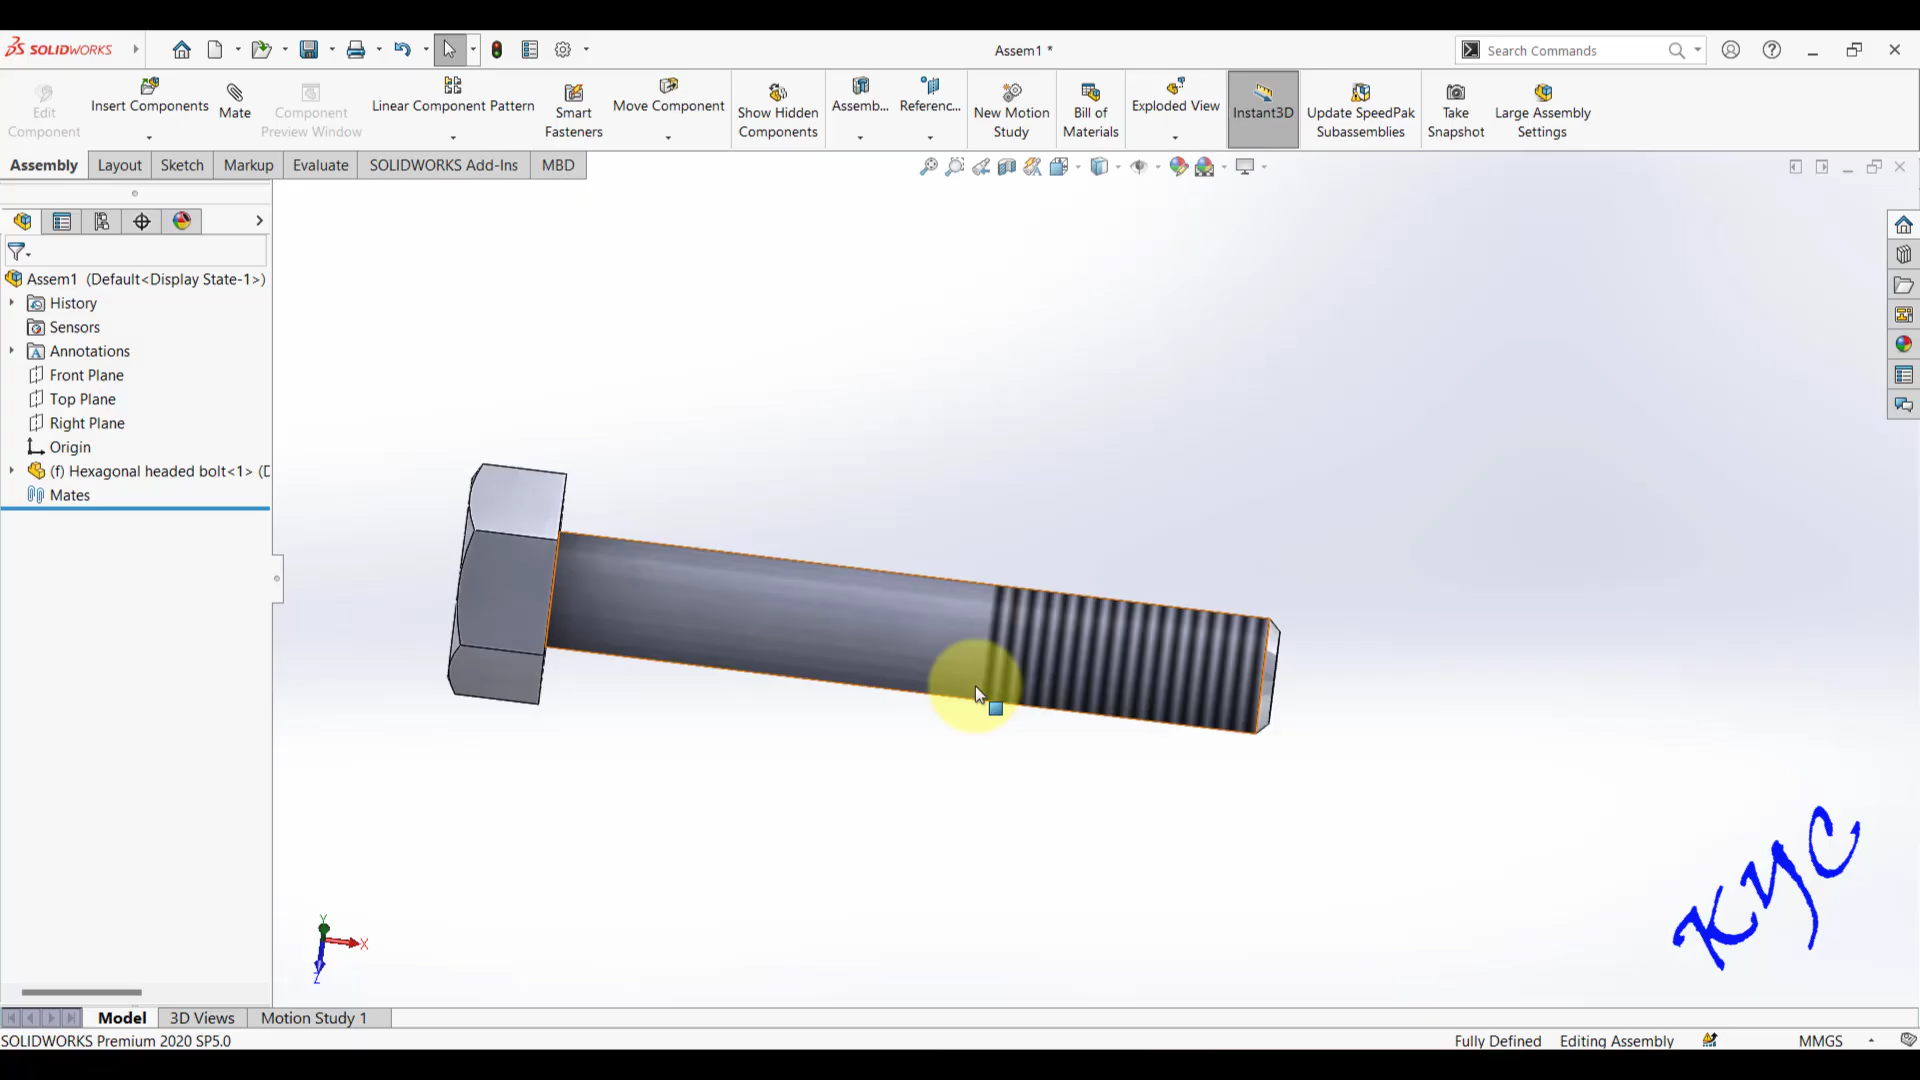 SOLIDWORKS
Assem1 *
Search Commands
Edit Component
Insert Components
Mate
Component Preview Window
Linear Component Pattern
Smart Fasteners
Move Component
Show Hidden Components
Assemb...
Referenc...
New Motion Study
Bill of Materials
Exploded View
Instant3D
Update SpeedPak Subassemblies
Take Snapshot
Large Assembly Settings
Assembly
Layout
Sketch
Markup
Evaluate
SOLIDWORKS Add-Ins
MBD
Assem1 (Default<Display State-1>)
History
Sensors
Annotations
Front Plane
Top Plane
Right Plane
Origin
(f) Hexagonal headed bolt<1> (D
Mates
Y
X
Z
KYC
Model
3D Views
Motion Study 1
SOLIDWORKS Premium 2020 SP5.0
Fully Defined
Editing Assembly
MMGS